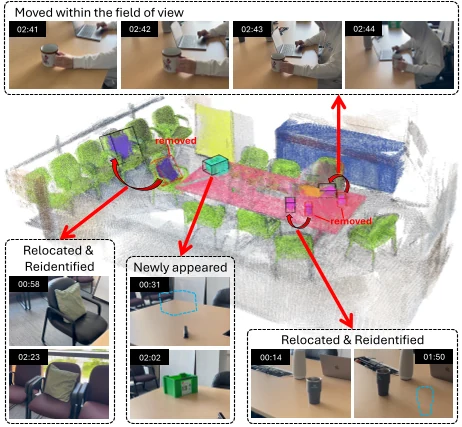 Moved within the field of view
02:41
02:42
02:43
02:44
removed
removed
Relocated &
Reidentified
00:58
02:23
Newly appeared
00:31
02:02
Relocated & Reidentified
00:14
01:50